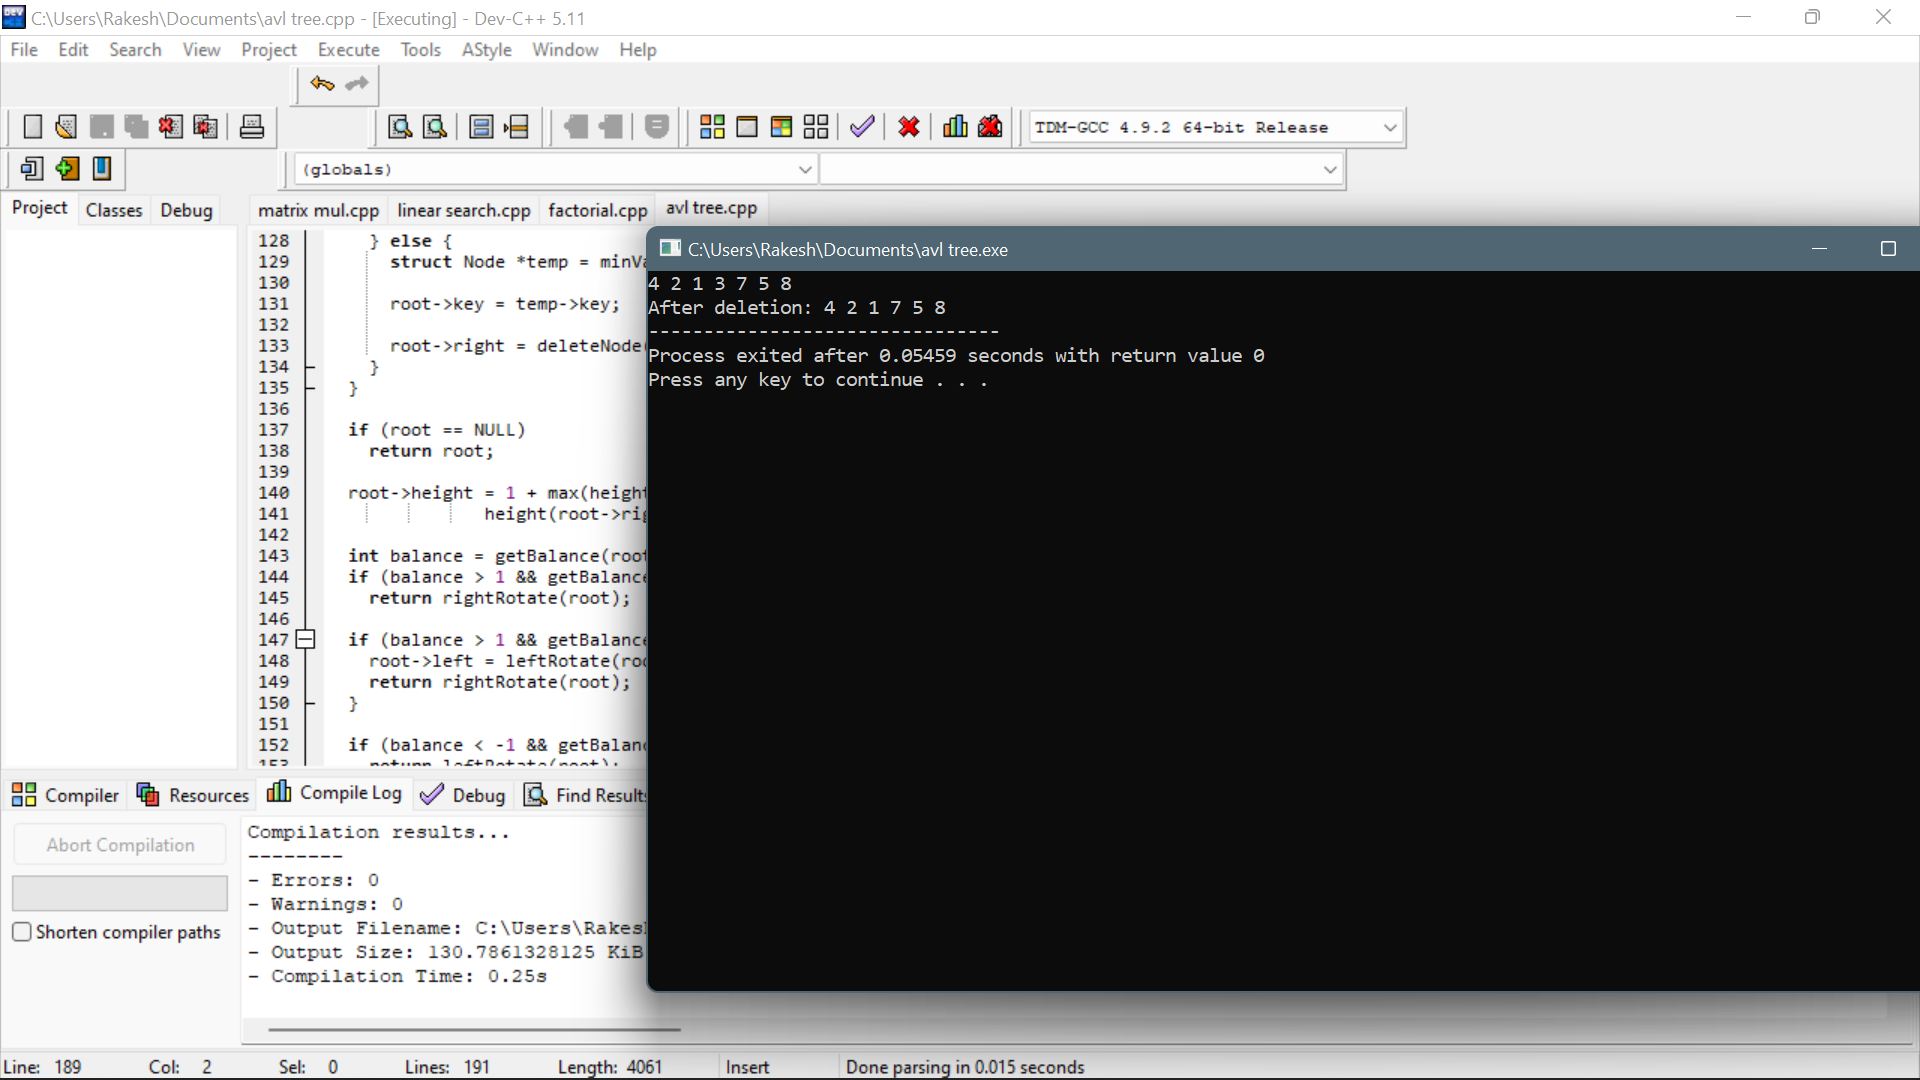 C:\Users\Rakesh\Documents\avl tree.cpp - [Executing] - Dev-C++ 5.11
File Edit Search View Project Execute Tools AStyle Window Help
TDM-GCC 4.9.2 64-bit Release
(globals)
Project Classes Debug
matrix mul.cpp linear search.cpp factorial.cpp avl tree.cpp
128 } else {
129 struct Node *temp = minVa
130
131 root->key = temp->key;
132
133 root->right = deleteNode
134 }
135 }
136
137 if (root == NULL)
138 return root;
139
140 root->height = 1 + max(height
141 height(root->rig
142
143 int balance = getBalance(root
144 if (balance > 1 && getBalance
145 return rightRotate(root);
146
147 if (balance > 1 && getBalance
148 root->left = leftRotate(roo
149 return rightRotate(root);
150 }
151
152 if (balance < -1 && getBalan
153 return leftRotate(root);
C:\Users\Rakesh\Documents\avl tree.exe
4 2 1 3 7 5 8
After deletion: 4 2 1 7 5 8
--------------------------------
Process exited after 0.05459 seconds with return value 0
Press any key to continue . . .
Compiler Resources Compile Log Debug Find Results
Abort Compilation
Shorten compiler paths
Compilation results...
--------
- Errors: 0
- Warnings: 0
- Output Filename: C:\Users\Rakes
- Output Size: 130.7861328125 KiB
- Compilation Time: 0.25s
Line: 189 Col: 2 Sel: 0 Lines: 191 Length: 4061 Insert Done parsing in 0.015 seconds